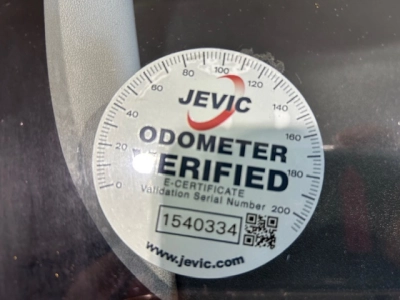 0 20 40 60 80 100 120 140 160 180 200
JEVIC
ODOMETER
VERIFIED
E-CERTIFICATE
Validation Serial Number
1540334
www.jevic.com